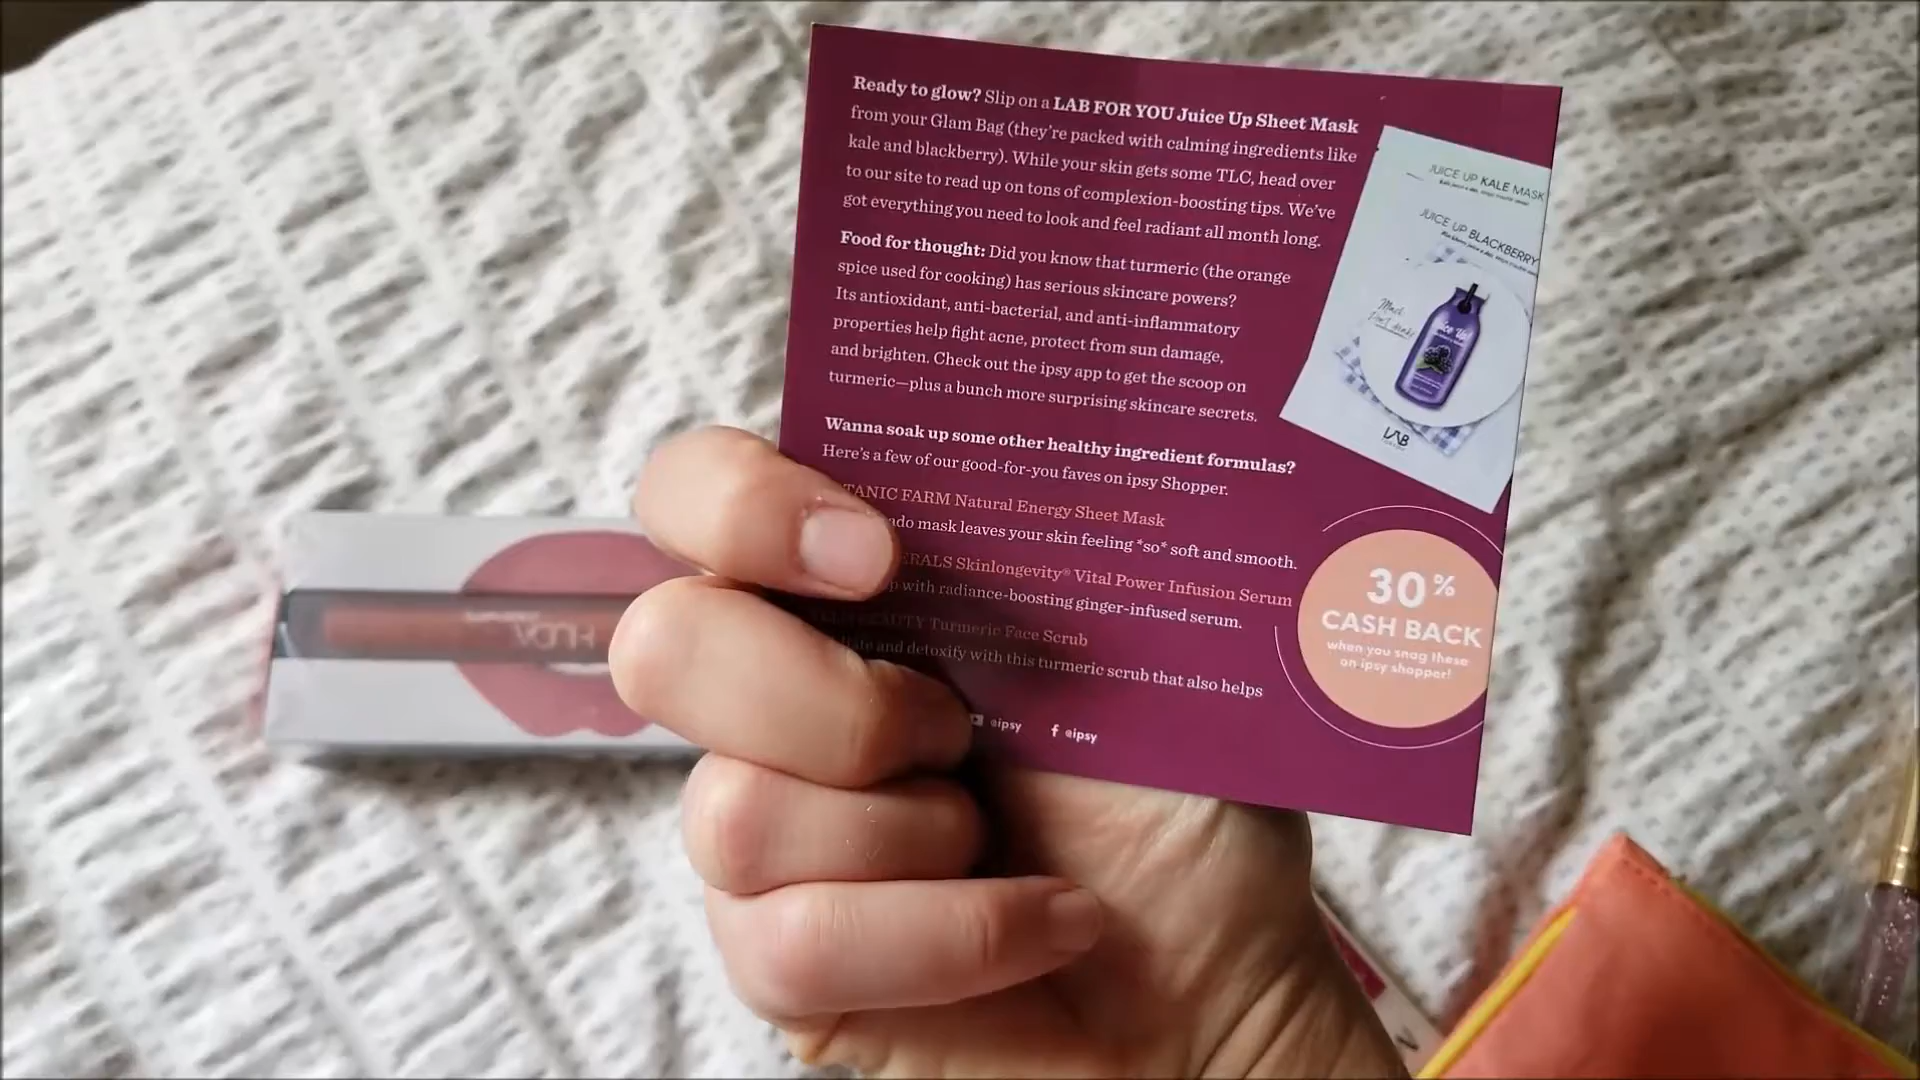 Ready to glow? Slip on a LAB FOR YOU Juice Up Sheet Mask
from your Glam Bag (they're packed with calming ingredients like
kale and blackberry). While your skin gets some TLC, head over
to our site to read up on tons of complexion-boosting tips. We've
got everything you need to look and feel radiant all month long.
Food for thought: Did you know that turmeric (the orange
spice used for cooking) has serious skincare powers?
Its antioxidant, anti-bacterial, and anti-inflammatory
properties help fight acne, protect from sun damage,
and brighten. Check out the ipsy app to get the scoop on
turmeric—plus a bunch more surprising skincare secrets.
Wanna soak up some other healthy ingredient formulas?
Here's a few of our good-for-you faves on ipsy Shopper.
FARM Natural Energy Sheet Mask
mask leaves your skin feeling *so* soft and smooth.
Skinlongevity® Vital Power Infusion Serum
with radiance-boosting ginger-infused serum.
BEAUTY Turmeric Face Scrub
and detoxify with this turmeric scrub that also helps
@ipsy
@ipsy
JUICE UP KALE MASK
JUICE UP BLACKBERRY
Juice Up!
LAB
30%
CASH BACK
when you snag these
on ipsy shopper!
HUDA